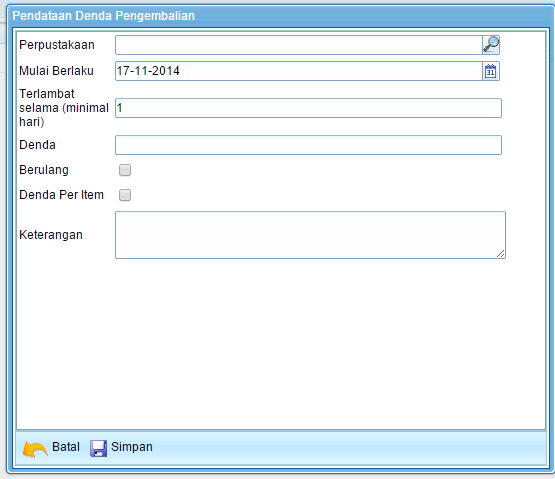 Pendataan Denda Pengembalian
Perpustakaan
Mulai Berlaku 17-11-2014 31
Terlambat
selama (minimal 1
hari)
Denda
Berulang
Denda Per Item
Keterangan
Batal Simpan